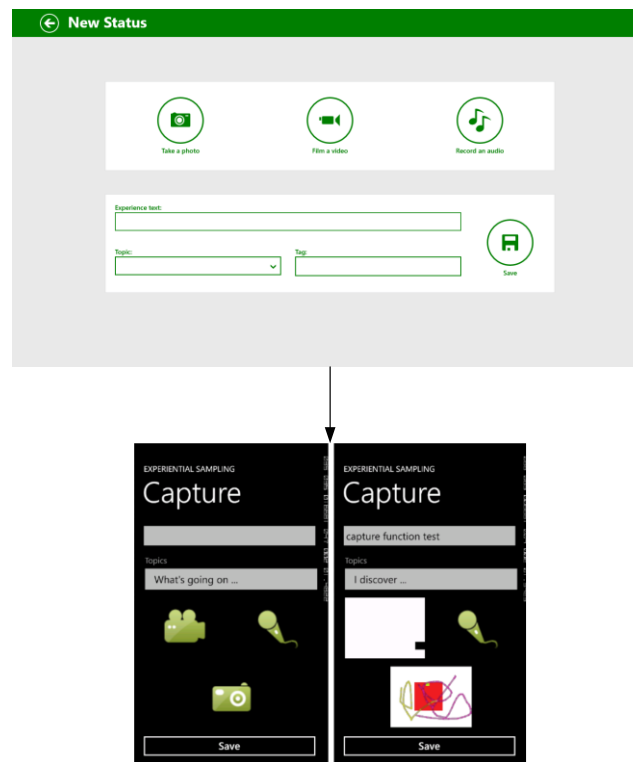 New Status
Take a photo
Film a video
Record an audio
Experience text:
Topic:
Tag:
Save
EXPERIENTIAL SAMPLING
Capture
Topics
What's going on ...
Save
EXPERIENTIAL SAMPLING
Capture
capture function test
Topics
I discover ...
Save